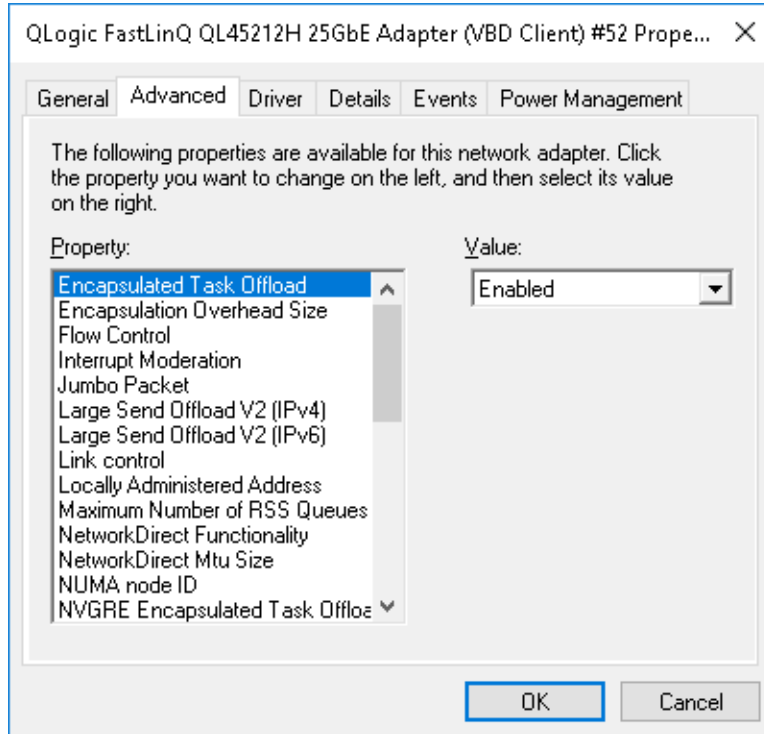 QLogic FastLinQ QL45212H 25GbE Adapter (VBD Client) #52 Prope...
General Advanced Driver Details Events Power Management
The following properties are available for this network adapter. Click
the property you want to change on the left, and then select its value
on the right.
Property:
Value:
Encapsulated Task Offload
Enabled
Encapsulation Overhead Size
Flow Control
Interrupt Moderation
Jumbo Packet
Large Send Offload V2 (IPv4)
Large Send Offload V2 (IPv6)
Link control
Locally Administered Address
Maximum Number of RSS Queues
NetworkDirect Functionality
NetworkDirect Mtu Size
NUMA node ID
NVGRE Encapsulated Task Offloa
OK
Cancel